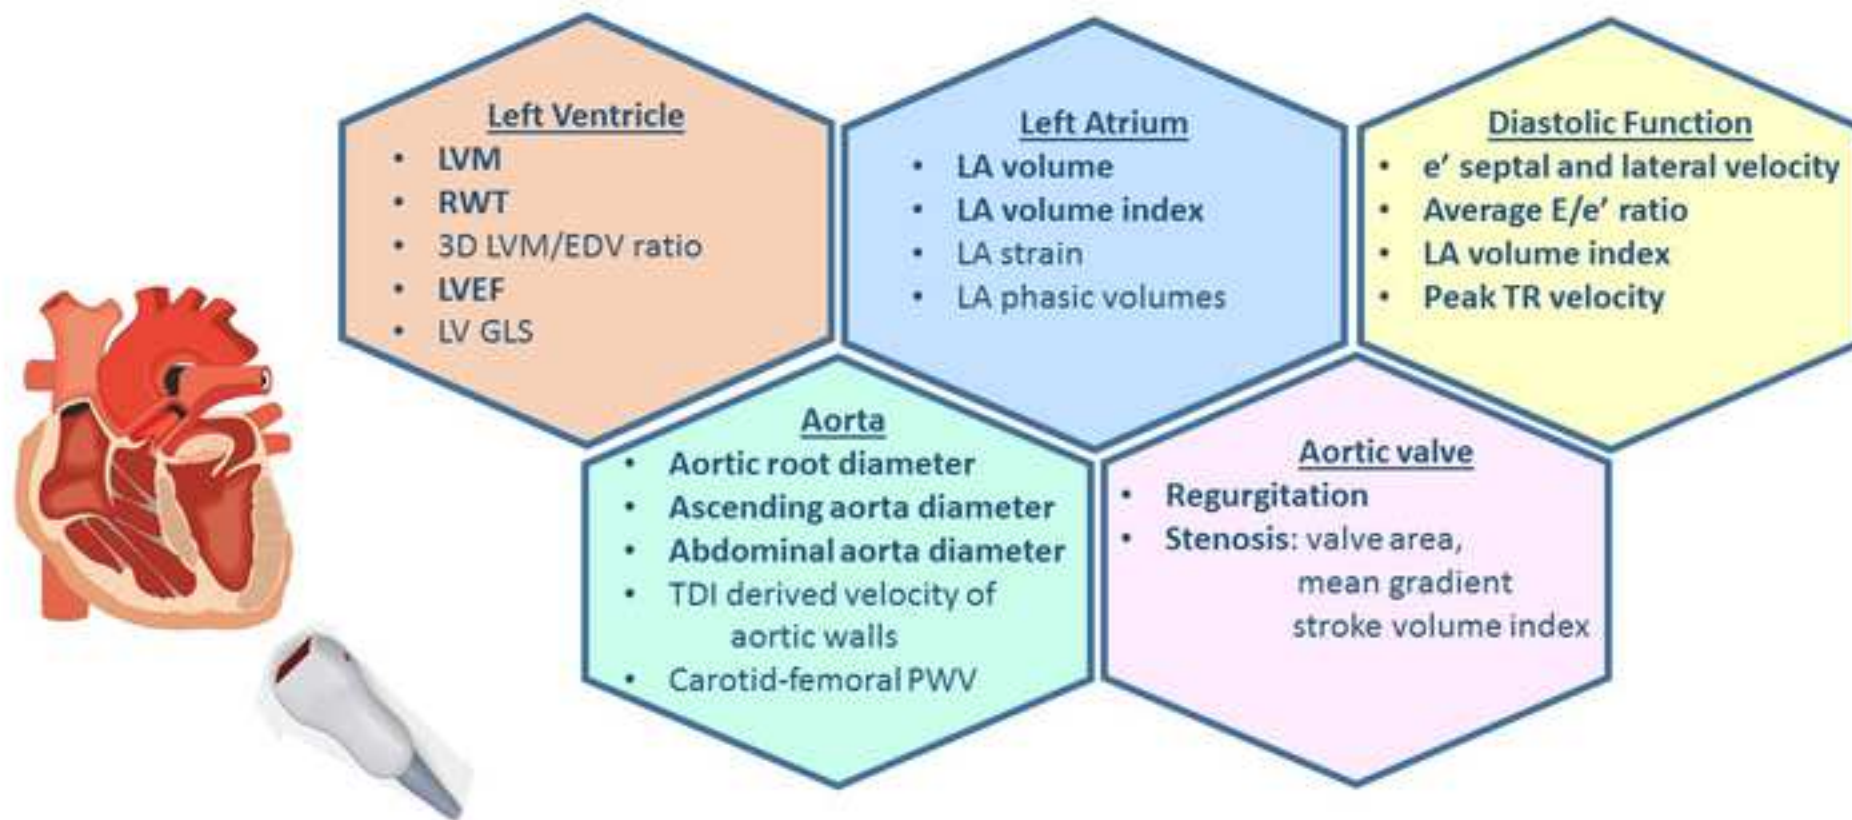 Left Ventricle
• LVM
• RWT
• 3D LVM/EDV ratio
• LVEF
• LV GLS
Left Atrium
• LA volume
• LA volume index
• LA strain
• LA phasic volumes
Diastolic Function
• e’ septal and lateral velocity
• Average E/e’ ratio
• LA volume index
• Peak TR velocity
Aorta
• Aortic root diameter
• Ascending aorta diameter
• Abdominal aorta diameter
• TDI derived velocity of
aortic walls
• Carotid-femoral PWV
Aortic valve
• Regurgitation
• Stenosis: valve area,
mean gradient
stroke volume index